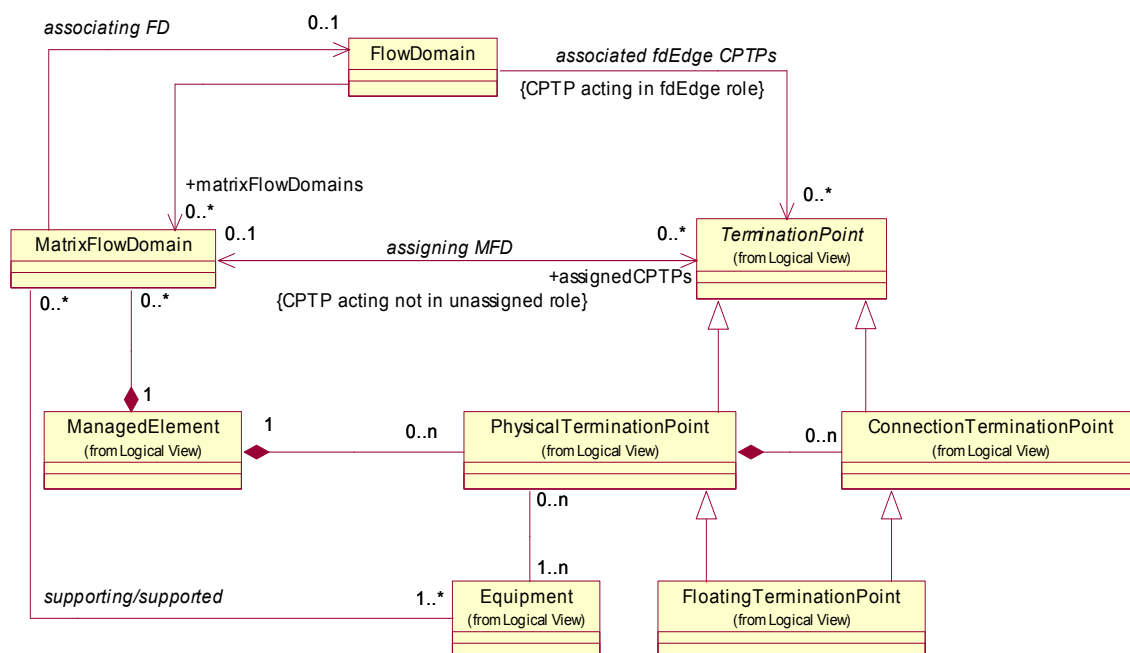 associating FD
0..1
FlowDomain
associated fdEdge CPTPs
{CPTP acting in fdEdge role}
+matrixFlowDomains
0..*
0..*
MatrixFlowDomain
0..1
assigning MFD
0..*
TerminationPoint
(from Logical View)
+assignedCPTPs
0..*
0..*
{CPTP acting not in unassigned role}
1
ManagedElement
(from Logical View)
1
0..n
PhysicalTerminationPoint
(from Logical View)
0..n
ConnectionTerminationPoint
(from Logical View)
0..n
1..n
supporting/supported
1..*
Equipment
(from Logical View)
FloatingTerminationPoint
(from Logical View)